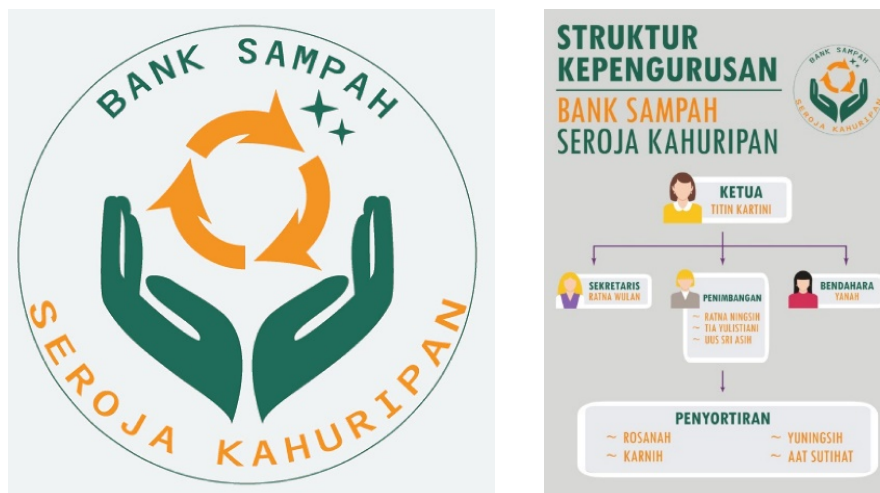 BANK SAMPAH
SEROJA KAHURIPAN
STRUKTUR
KEPENGURUSAN
BANK SAMPAH
SEROJA KAHURIPAN
BANK SAMPAH
SEROJA KAHURIPAN
KETUA
TITIN KARTINI
SEKRETARIS
RATNA WULAN
PENIMBANGAN
~ RATNA NINGSIH
~ TIA YULISTIANI
~ UUS SRI ASIH
BENDAHARA
YANAH
PENYORTIRAN
~ ROSANAH
~ KARNIH
~ YUNINGSIH
~ AAT SUTIHAT